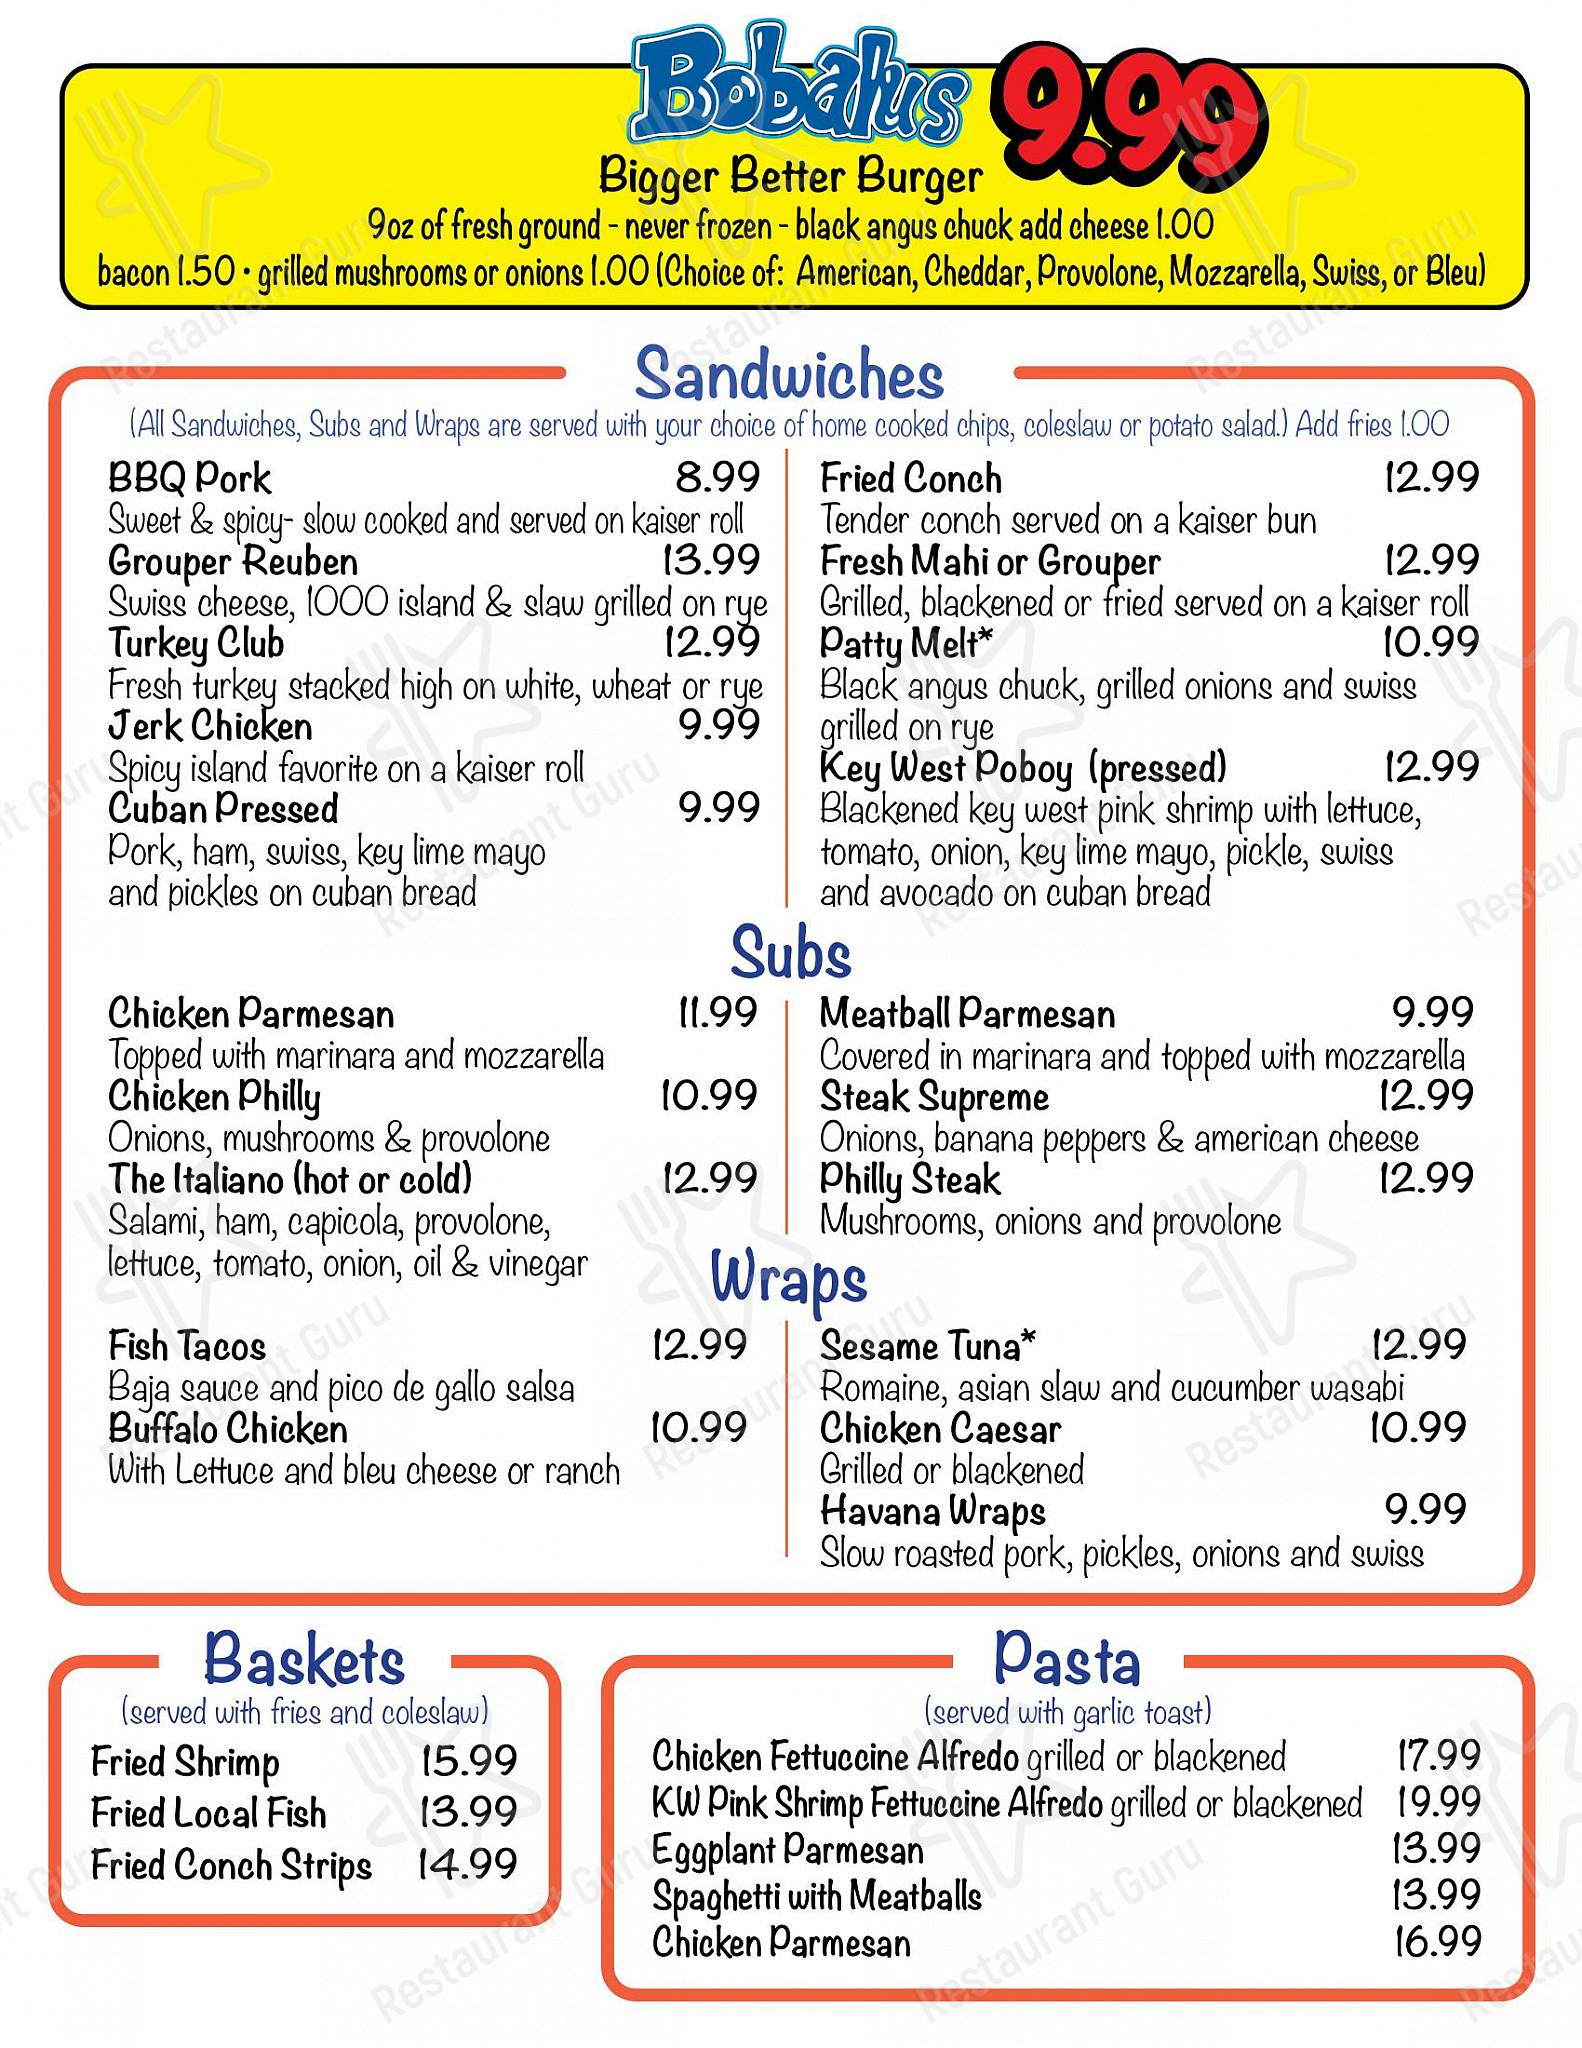 Bobalus 9.99
Bigger Better Burger
9oz of fresh ground - never frozen - black angus chuck add cheese 1.00
bacon 1.50 • grilled mushrooms or onions 1.00 (Choice of: American, Cheddar, Provolone, Mozzarella, Swiss, or Bleu)
Sandwiches
(All Sandwiches, Subs and Wraps are served with your choice of home cooked chips, coleslaw or potato salad.) Add fries 1.00
BBQ Pork 8.99
Sweet & spicy- slow cooked and served on kaiser roll
Grouper Reuben 13.99
Swiss cheese, 1000 island & slaw grilled on rye
Turkey Club 12.99
Fresh turkey stacked high on white, wheat or rye
Jerk Chicken 9.99
Spicy island favorite on a kaiser roll
Cuban Pressed 9.99
Pork, ham, swiss, key lime mayo
and pickles on cuban bread
Fried Conch 12.99
Tender conch served on a kaiser bun
Fresh Mahi or Grouper 12.99
Grilled, blackened or fried served on a kaiser roll
Patty Melt* 10.99
Black angus chuck, grilled onions and swiss
grilled on rye
Key West Poboy (pressed) 12.99
Blackened key west pink shrimp with lettuce,
tomato, onion, key lime mayo, pickle, swiss
and avocado on cuban bread
Subs
Chicken Parmesan 11.99
Topped with marinara and mozzarella
Chicken Philly 10.99
Onions, mushrooms & provolone
The Italiano (hot or cold) 12.99
Salami, ham, capicola, provolone,
lettuce, tomato, onion, oil & vinegar
Meatball Parmesan 9.99
Covered in marinara and topped with mozzarella
Steak Supreme 12.99
Onions, banana peppers & american cheese
Philly Steak 12.99
Mushrooms, onions and provolone
Wraps
Fish Tacos 12.99
Baja sauce and pico de gallo salsa
Buffalo Chicken 10.99
With Lettuce and bleu cheese or ranch
Sesame Tuna* 12.99
Romaine, asian slaw and cucumber wasabi
Chicken Caesar 10.99
Grilled or blackened
Havana Wraps 9.99
Slow roasted pork, pickles, onions and swiss
Baskets
(served with fries and coleslaw)
Fried Shrimp 15.99
Fried Local Fish 13.99
Fried Conch Strips 14.99
Pasta
(served with garlic toast)
Chicken Fettuccine Alfredo grilled or blackened 17.99
KW Pink Shrimp Fettuccine Alfredo grilled or blackened 19.99
Eggplant Parmesan 13.99
Spaghetti with Meatballs 13.99
Chicken Parmesan 16.99
Restaurant Guru